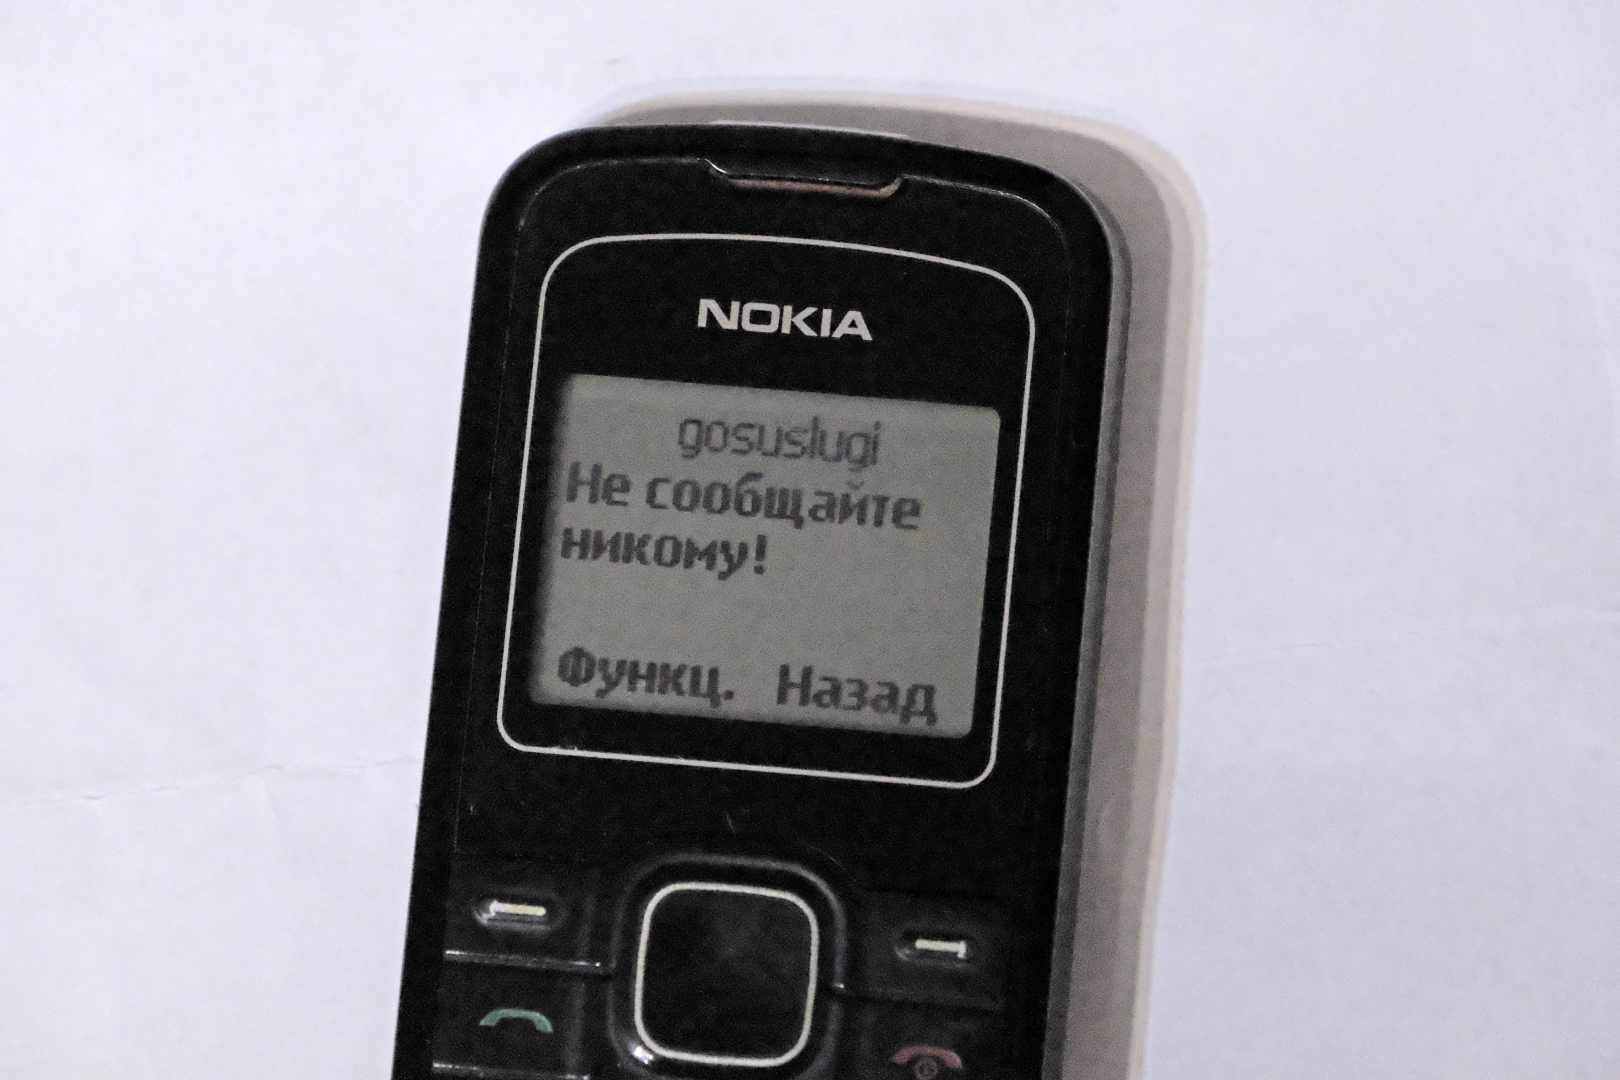 NOKIA
gosuslugi
Не сообщайте
никому!
Функц. Назад